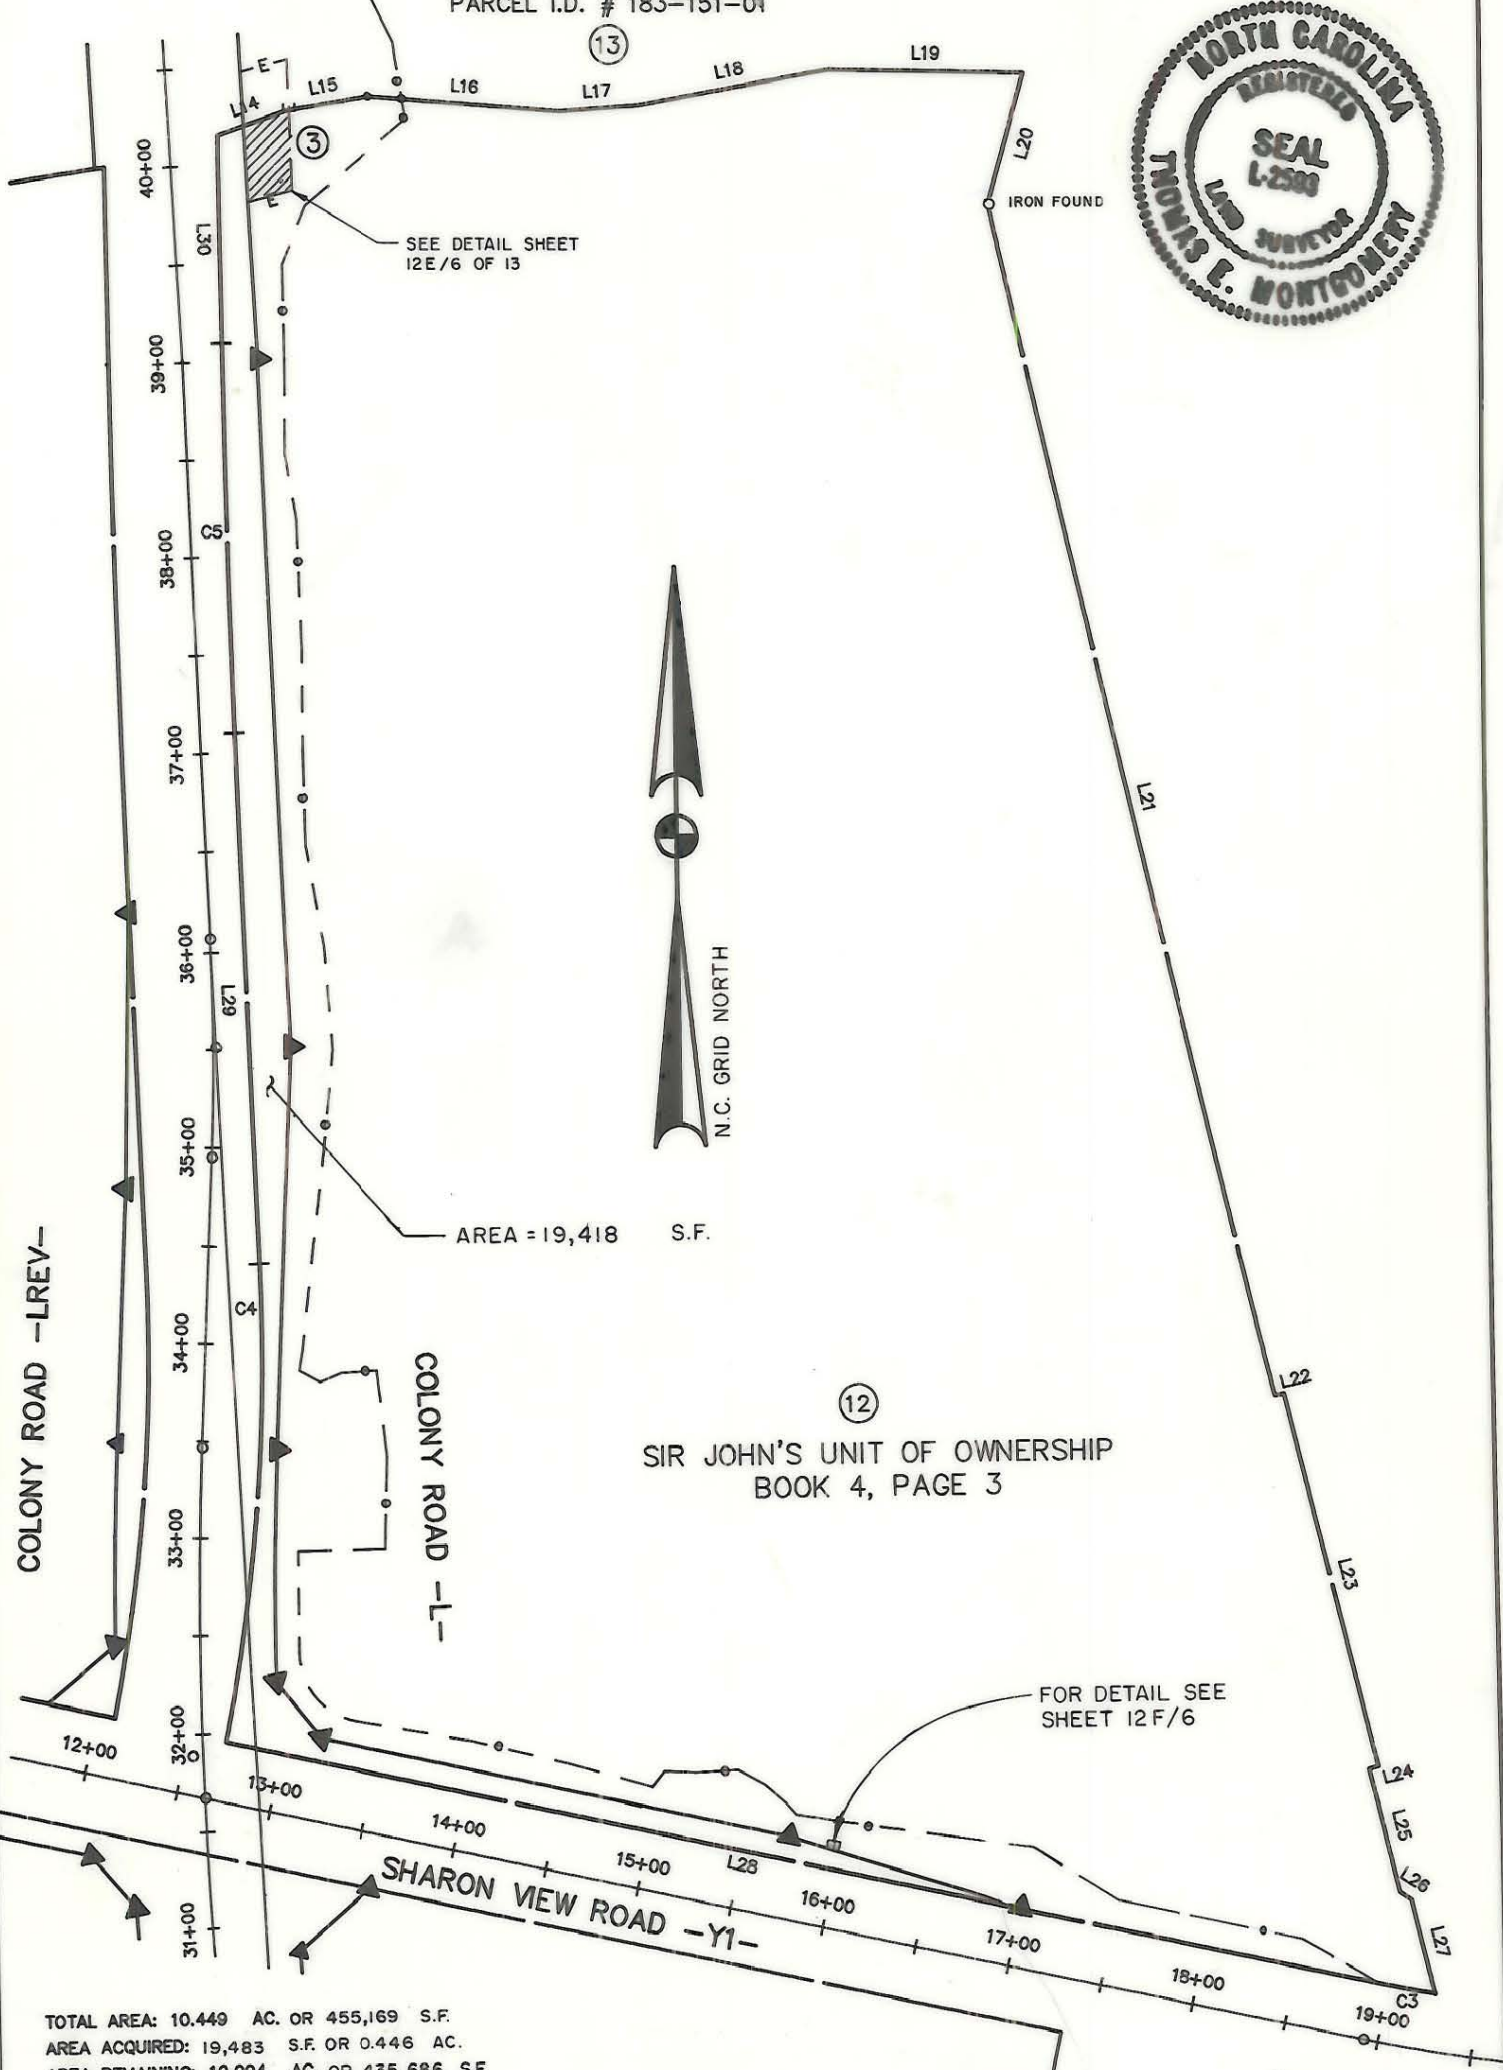 PARCEL I.D. # 183-151-01
13
L19
L18
L17
L16
L15
L14
E
E
3
L20
IRON FOUND
SEE DETAIL SHEET
12E/6 OF 13
NORTH CAROLINA
REGISTERED
SEAL
L-2593
LAND SURVEYOR
THOMAS E. MONTGOMERY
40+00
L30
39+00
38+00
C5
37+00
L21
36+00
L29
N.C. GRID NORTH
35+00
AREA = 19,418 S.F.
34+00
C4
COLONY ROAD -LREV-
COLONY ROAD -L-
L22
12
SIR JOHN'S UNIT OF OWNERSHIP
BOOK 4, PAGE 3
33+00
L23
FOR DETAIL SEE
SHEET 12F/6
32+00
12+00
13+00
14+00
15+00
L28
16+00
17+00
18+00
19+00
C3
L24
L25
L26
L27
SHARON VIEW ROAD -Y1-
31+00
TOTAL AREA: 10.449 AC. OR 455,169 S.F.
AREA ACQUIRED: 19,483 S.F. OR 0.446 AC.
AC. OR 435,686 S.F.